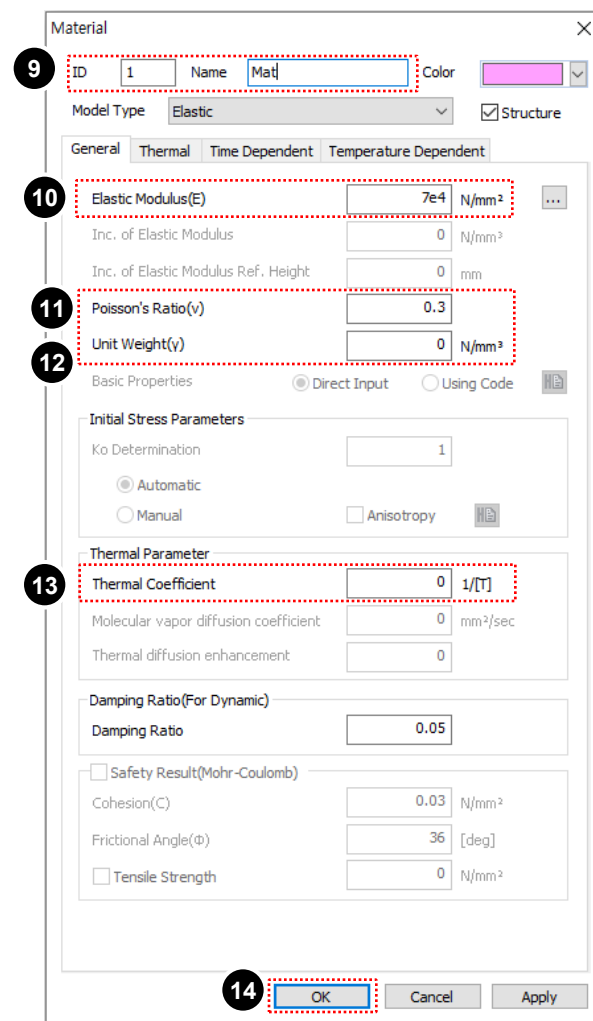 Material
9 ID 1 Name Mat Color
Model Type Elastic Structure
General Thermal Time Dependent Temperature Dependent
10 Elastic Modulus(E) 7e4 N/mm² ...
Inc. of Elastic Modulus 0 N/mm³
Inc. of Elastic Modulus Ref. Height 0 mm
11 Poisson's Ratio(ν) 0.3
12 Unit Weight(γ) 0 N/mm³
Basic Properties Direct Input Using Code
Initial Stress Parameters
Ko Determination 1
Automatic
Manual Anisotropy
Thermal Parameter
13 Thermal Coefficient 0 1/[T]
Molecular vapor diffusion coefficient 0 mm²/sec
Thermal diffusion enhancement 0
Damping Ratio(For Dynamic)
Damping Ratio 0.05
Safety Result(Mohr-Coulomb)
Cohesion(C) 0.03 N/mm²
Frictional Angle(Φ) 36 [deg]
Tensile Strength 0 N/mm²
14 OK Cancel Apply